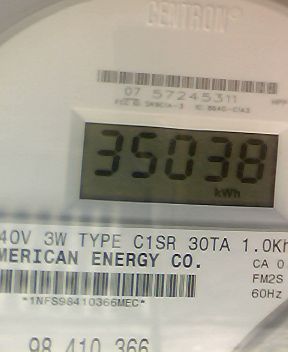 CENTRON®
07 57245311
35038
kWh
40V 3W TYPE C1SR 30TA 1.0Kh
MERICAN ENERGY CO.
CA 0
FM2S
60Hz
*1NFS98410366MEC*
98 410 366